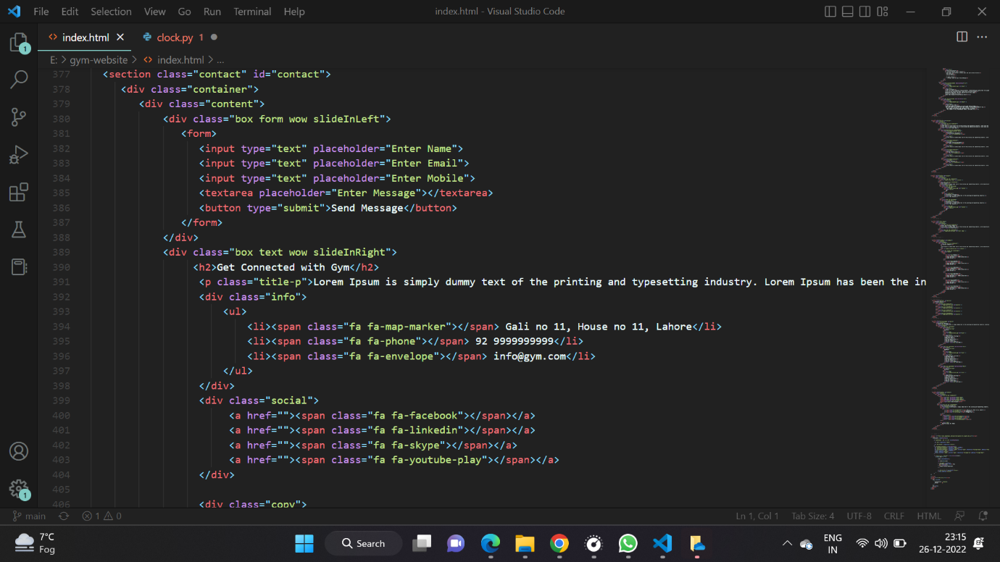 File Edit Selection View Go Run Terminal Help index.html - Visual Studio Code
index.html clock.py 1
E: > gym-website > index.html > ...
377 <section class="contact" id="contact">
378 <div class="container">
379 <div class="content">
380 <div class="box form wow slideInLeft">
381 <form>
382 <input type="text" placeholder="Enter Name">
383 <input type="text" placeholder="Enter Email">
384 <input type="text" placeholder="Enter Mobile">
385 <textarea placeholder="Enter Message"></textarea>
386 <button type="submit">Send Message</button>
387 </form>
388 </div>
389 <div class="box text wow slideInRight">
390 <h2>Get Connected with Gym</h2>
391 <p class="title-p">Lorem Ipsum is simply dummy text of the printing and typesetting industry. Lorem Ipsum has been the in
392 <div class="info">
393 <ul>
394 <li><span class="fa fa-map-marker"></span> Gali no 11, House no 11, Lahore</li>
395 <li><span class="fa fa-phone"></span> 92 9999999999</li>
396 <li><span class="fa fa-envelope"></span> info@gym.com</li>
397 </ul>
398 </div>
399 <div class="social">
400 <a href=""><span class="fa fa-facebook"></span></a>
401 <a href=""><span class="fa fa-linkedin"></span></a>
402 <a href=""><span class="fa fa-skype"></span></a>
403 <a href=""><span class="fa fa-youtube-play"></span></a>
404 </div>
405
406 <div class="copy">
1
1
main 1 0 Ln 1, Col 1 Tab Size: 4 UTF-8 CRLF HTML
7°C
Fog
Search
ENG
IN
23:15
26-12-2022